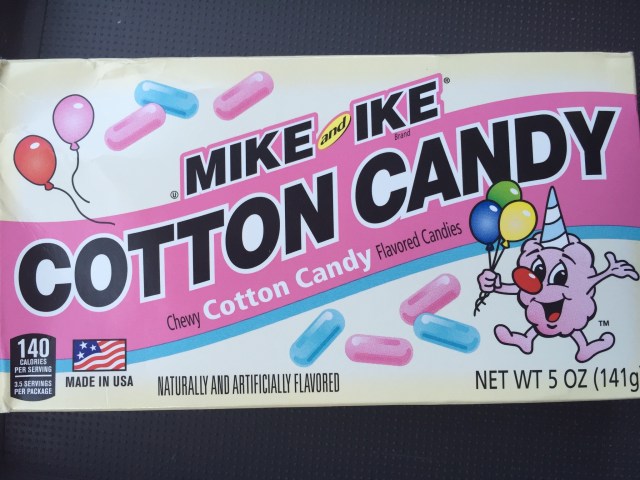 MIKE and IKE®
Brand
COTTON CANDY
Chewy Cotton Candy Flavored Candies
140
CALORIES
PER SERVING
3.5 SERVINGS
PER PACKAGE
MADE IN USA
NATURALLY AND ARTIFICIALLY FLAVORED
TM
NET WT 5 OZ (141g